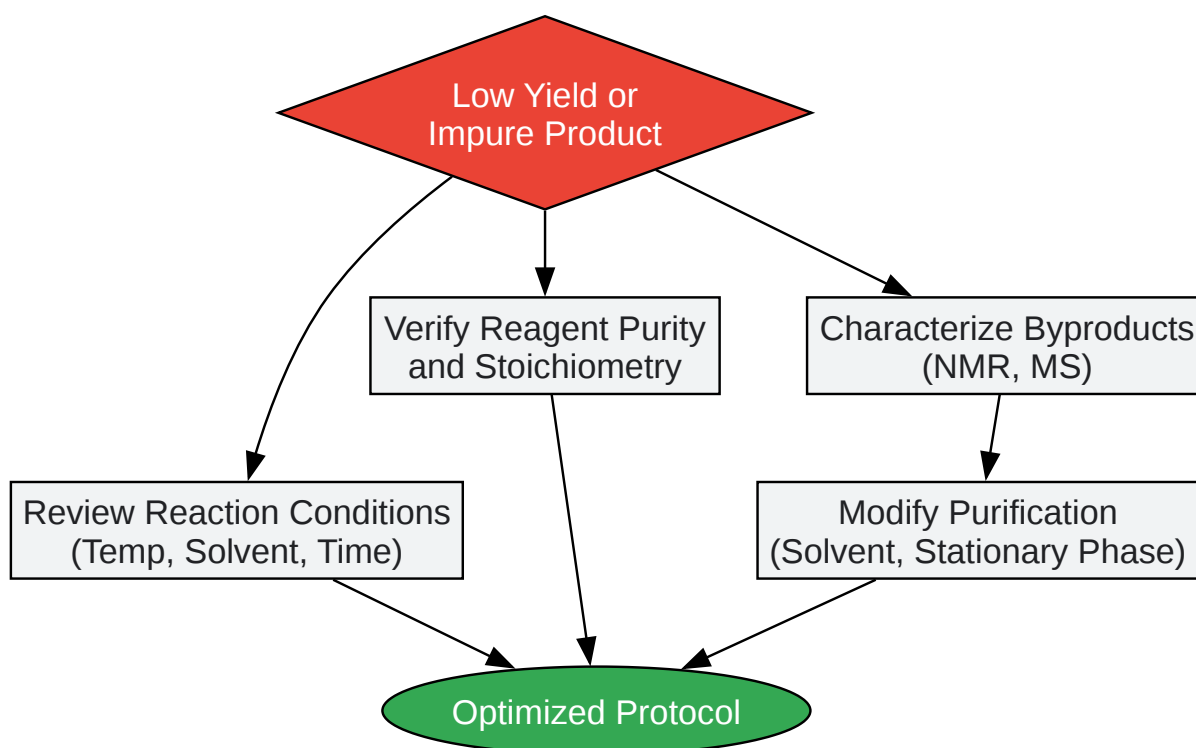 Low Yield or
Impure Product
Verify Reagent Purity
and Stoichiometry
Characterize Byproducts
(NMR, MS)
Review Reaction Conditions
(Temp, Solvent, Time)
Modify Purification
(Solvent, Stationary Phase)
Optimized Protocol